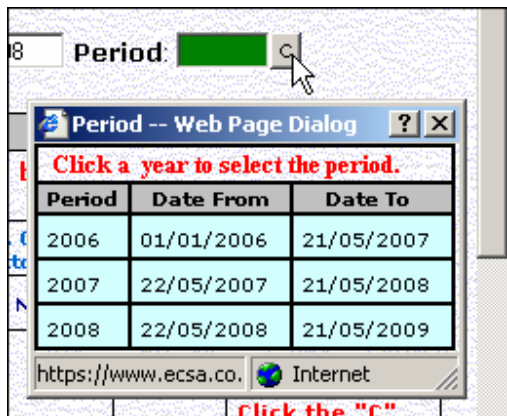 08 Period:
C
Period -- Web Page Dialog ? ×
Click a year to select the period.
Period Date From Date To
2006 01/01/2006 21/05/2007
2007 22/05/2007 21/05/2008
2008 22/05/2008 21/05/2009
https://www.ecsa.co. Internet
Click the "C"